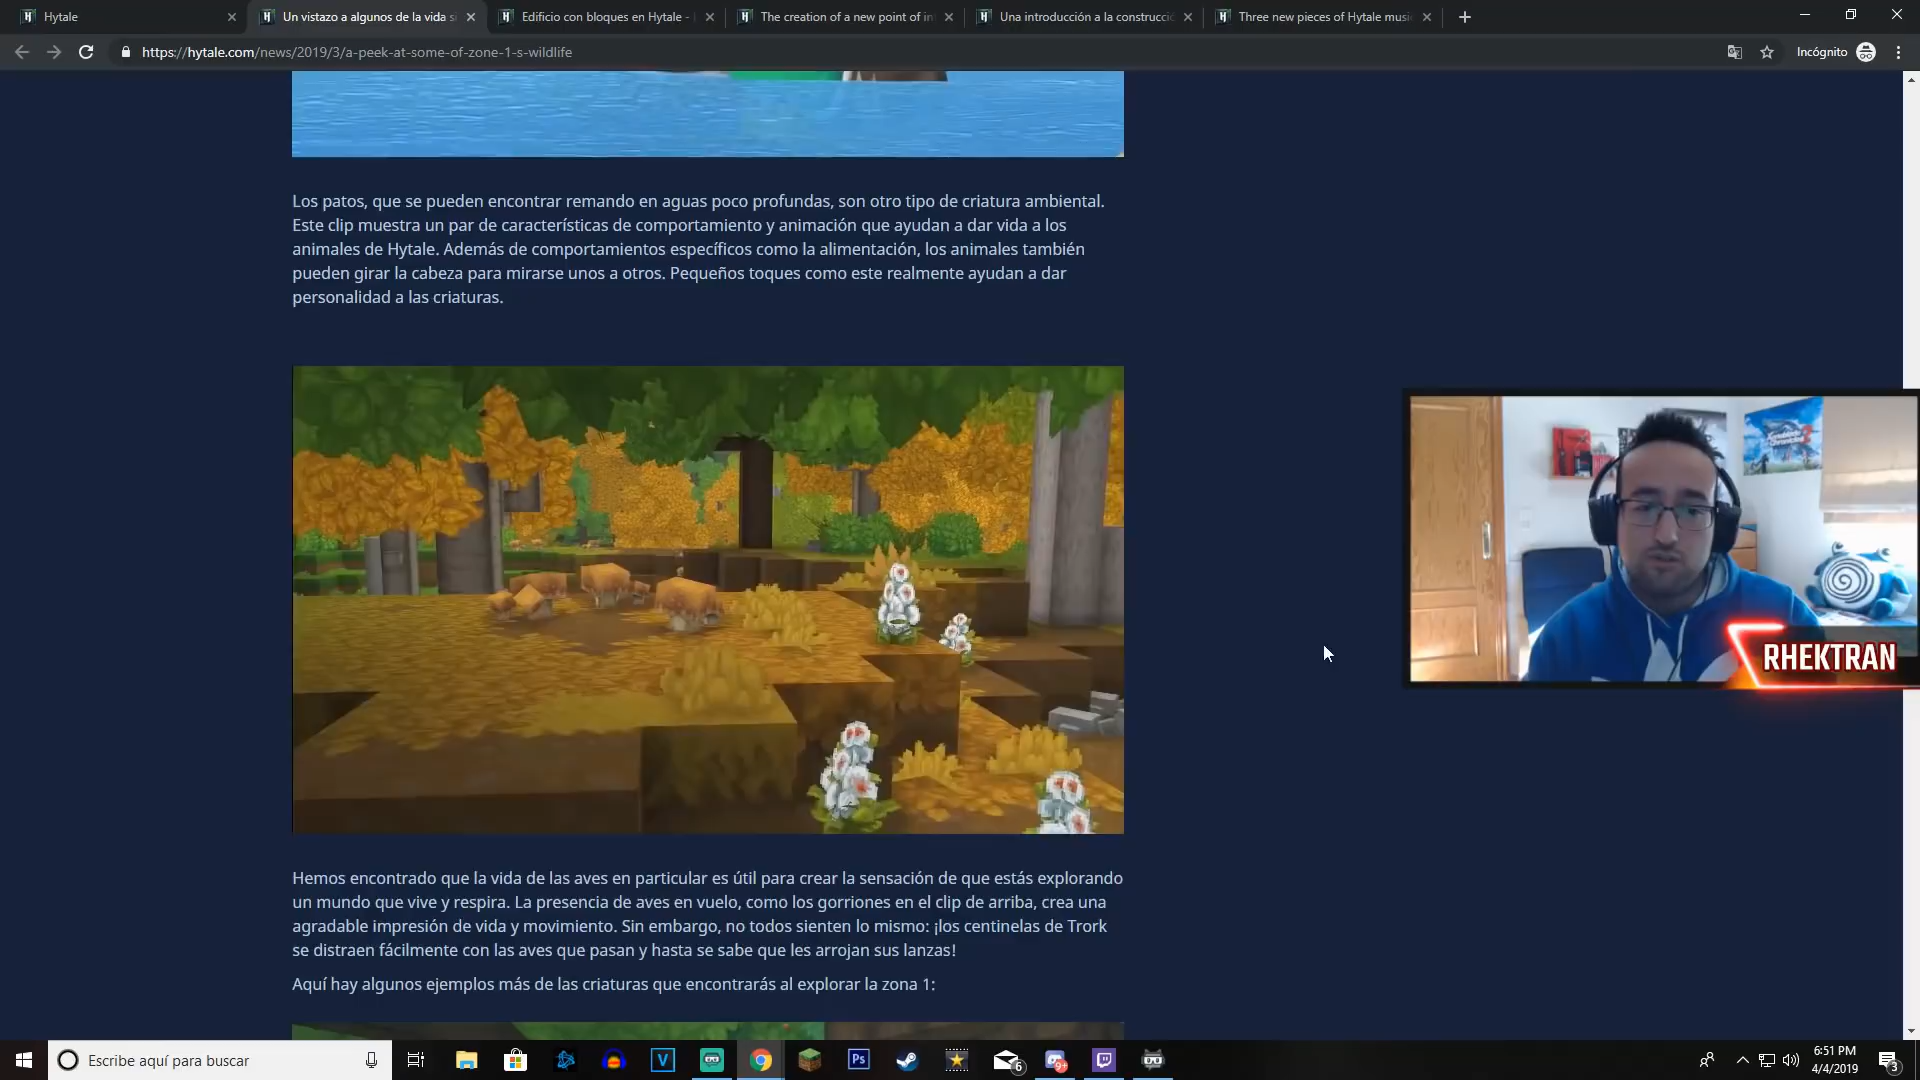 Hytale
Un vistazo a algunos de la vida si
Edificio con bloques en Hytale -
The creation of a new point of in
Una introducción a la construcció
Three new pieces of Hytale musi
https://hytale.com/news/2019/3/a-peek-at-some-of-zone-1-s-wildlife
Incógnito
Los patos, que se pueden encontrar remando en aguas poco profundas, son otro tipo de criatura ambiental.
Este clip muestra un par de características de comportamiento y animación que ayudan a dar vida a los
animales de Hytale. Además de comportamientos específicos como la alimentación, los animales también
pueden girar la cabeza para mirarse unos a otros. Pequeños toques como este realmente ayudan a dar
personalidad a las criaturas.
RHEKTRAN
Hemos encontrado que la vida de las aves en particular es útil para crear la sensación de que estás explorando
un mundo que vive y respira. La presencia de aves en vuelo, como los gorriones en el clip de arriba, crea una
agradable impresión de vida y movimiento. Sin embargo, no todos sienten lo mismo: ¡los centinelas de Trork
se distraen fácilmente con las aves que pasan y hasta se sabe que les arrojan sus lanzas!
Aquí hay algunos ejemplos más de las criaturas que encontrarás al explorar la zona 1:
Escribe aquí para buscar
V
Ps
6
9+
6:51 PM
4/4/2019
3